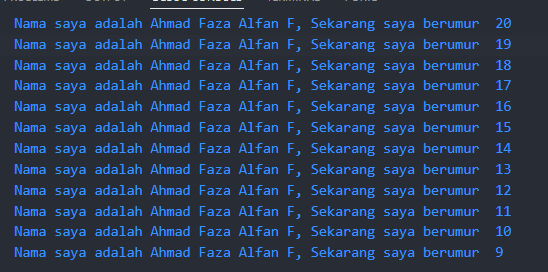 DEBUG CONSOLE
Nama saya adalah Ahmad Faza Alfan F, Sekarang saya berumur  20
Nama saya adalah Ahmad Faza Alfan F, Sekarang saya berumur  19
Nama saya adalah Ahmad Faza Alfan F, Sekarang saya berumur  18
Nama saya adalah Ahmad Faza Alfan F, Sekarang saya berumur  17
Nama saya adalah Ahmad Faza Alfan F, Sekarang saya berumur  16
Nama saya adalah Ahmad Faza Alfan F, Sekarang saya berumur  15
Nama saya adalah Ahmad Faza Alfan F, Sekarang saya berumur  14
Nama saya adalah Ahmad Faza Alfan F, Sekarang saya berumur  13
Nama saya adalah Ahmad Faza Alfan F, Sekarang saya berumur  12
Nama saya adalah Ahmad Faza Alfan F, Sekarang saya berumur  11
Nama saya adalah Ahmad Faza Alfan F, Sekarang saya berumur  10
Nama saya adalah Ahmad Faza Alfan F, Sekarang saya berumur  9